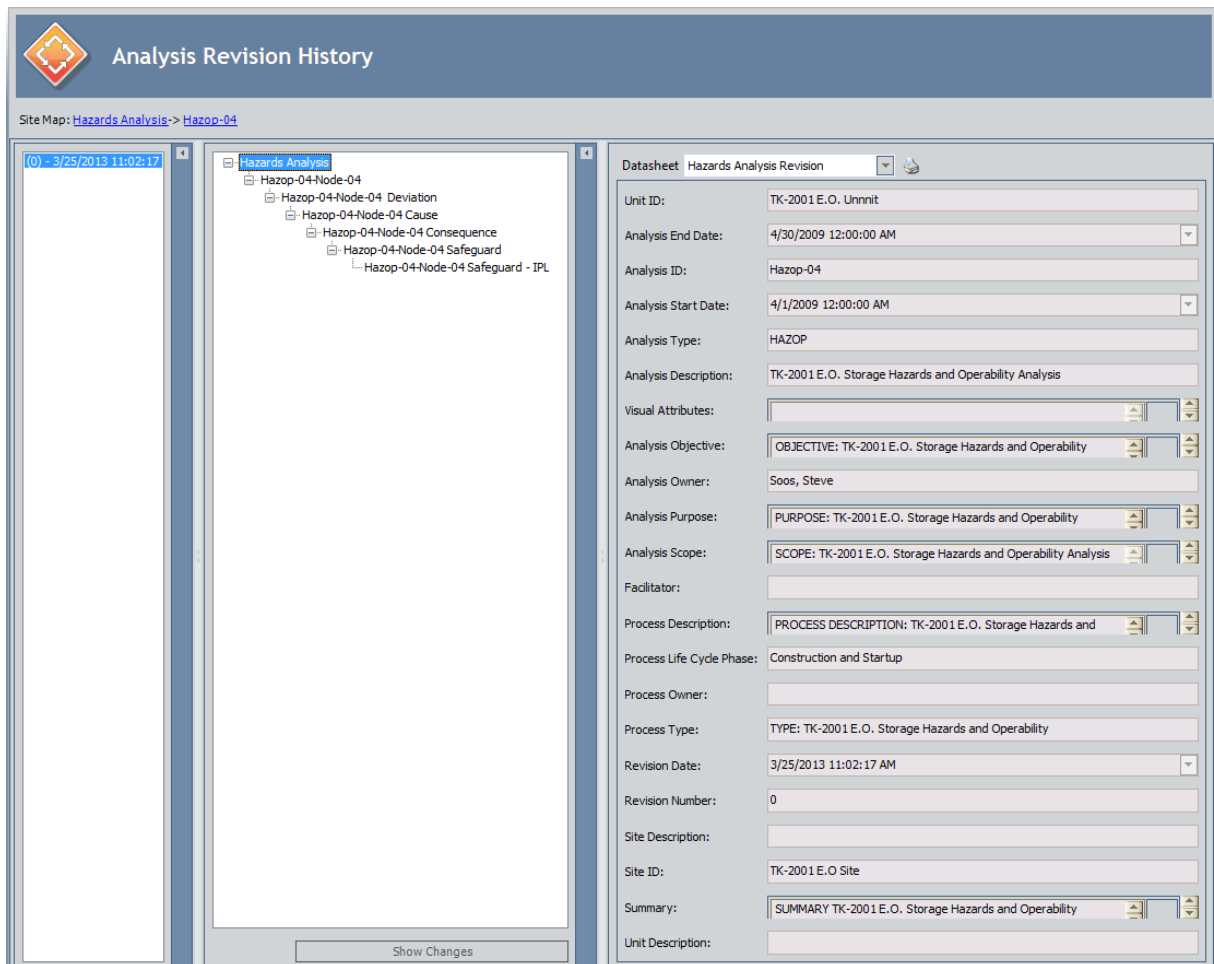 Analysis Revision History
Site Map: Hazards Analysis-> Hazop-04
(0) - 3/25/2013 11:02:17
Hazards Analysis
Hazop-04-Node-04
Hazop-04-Node-04 Deviation
Hazop-04-Node-04 Cause
Hazop-04-Node-04 Consequence
Hazop-04-Node-04 Safeguard
Hazop-04-Node-04 Safeguard - IPL
Show Changes
Datasheet Hazards Analysis Revision
Unit ID: TK-2001 E.O. Unnnit
Analysis End Date: 4/30/2009 12:00:00 AM
Analysis ID: Hazop-04
Analysis Start Date: 4/1/2009 12:00:00 AM
Analysis Type: HAZOP
Analysis Description: TK-2001 E.O. Storage Hazards and Operability Analysis
Visual Attributes:
Analysis Objective: OBJECTIVE: TK-2001 E.O. Storage Hazards and Operability
Analysis Owner: Soos, Steve
Analysis Purpose: PURPOSE: TK-2001 E.O. Storage Hazards and Operability
Analysis Scope: SCOPE: TK-2001 E.O. Storage Hazards and Operability Analysis
Facilitator:
Process Description: PROCESS DESCRIPTION: TK-2001 E.O. Storage Hazards and
Process Life Cycle Phase: Construction and Startup
Process Owner:
Process Type: TYPE: TK-2001 E.O. Storage Hazards and Operability
Revision Date: 3/25/2013 11:02:17 AM
Revision Number: 0
Site Description:
Site ID: TK-2001 E.O Site
Summary: SUMMARY TK-2001 E.O. Storage Hazards and Operability
Unit Description: